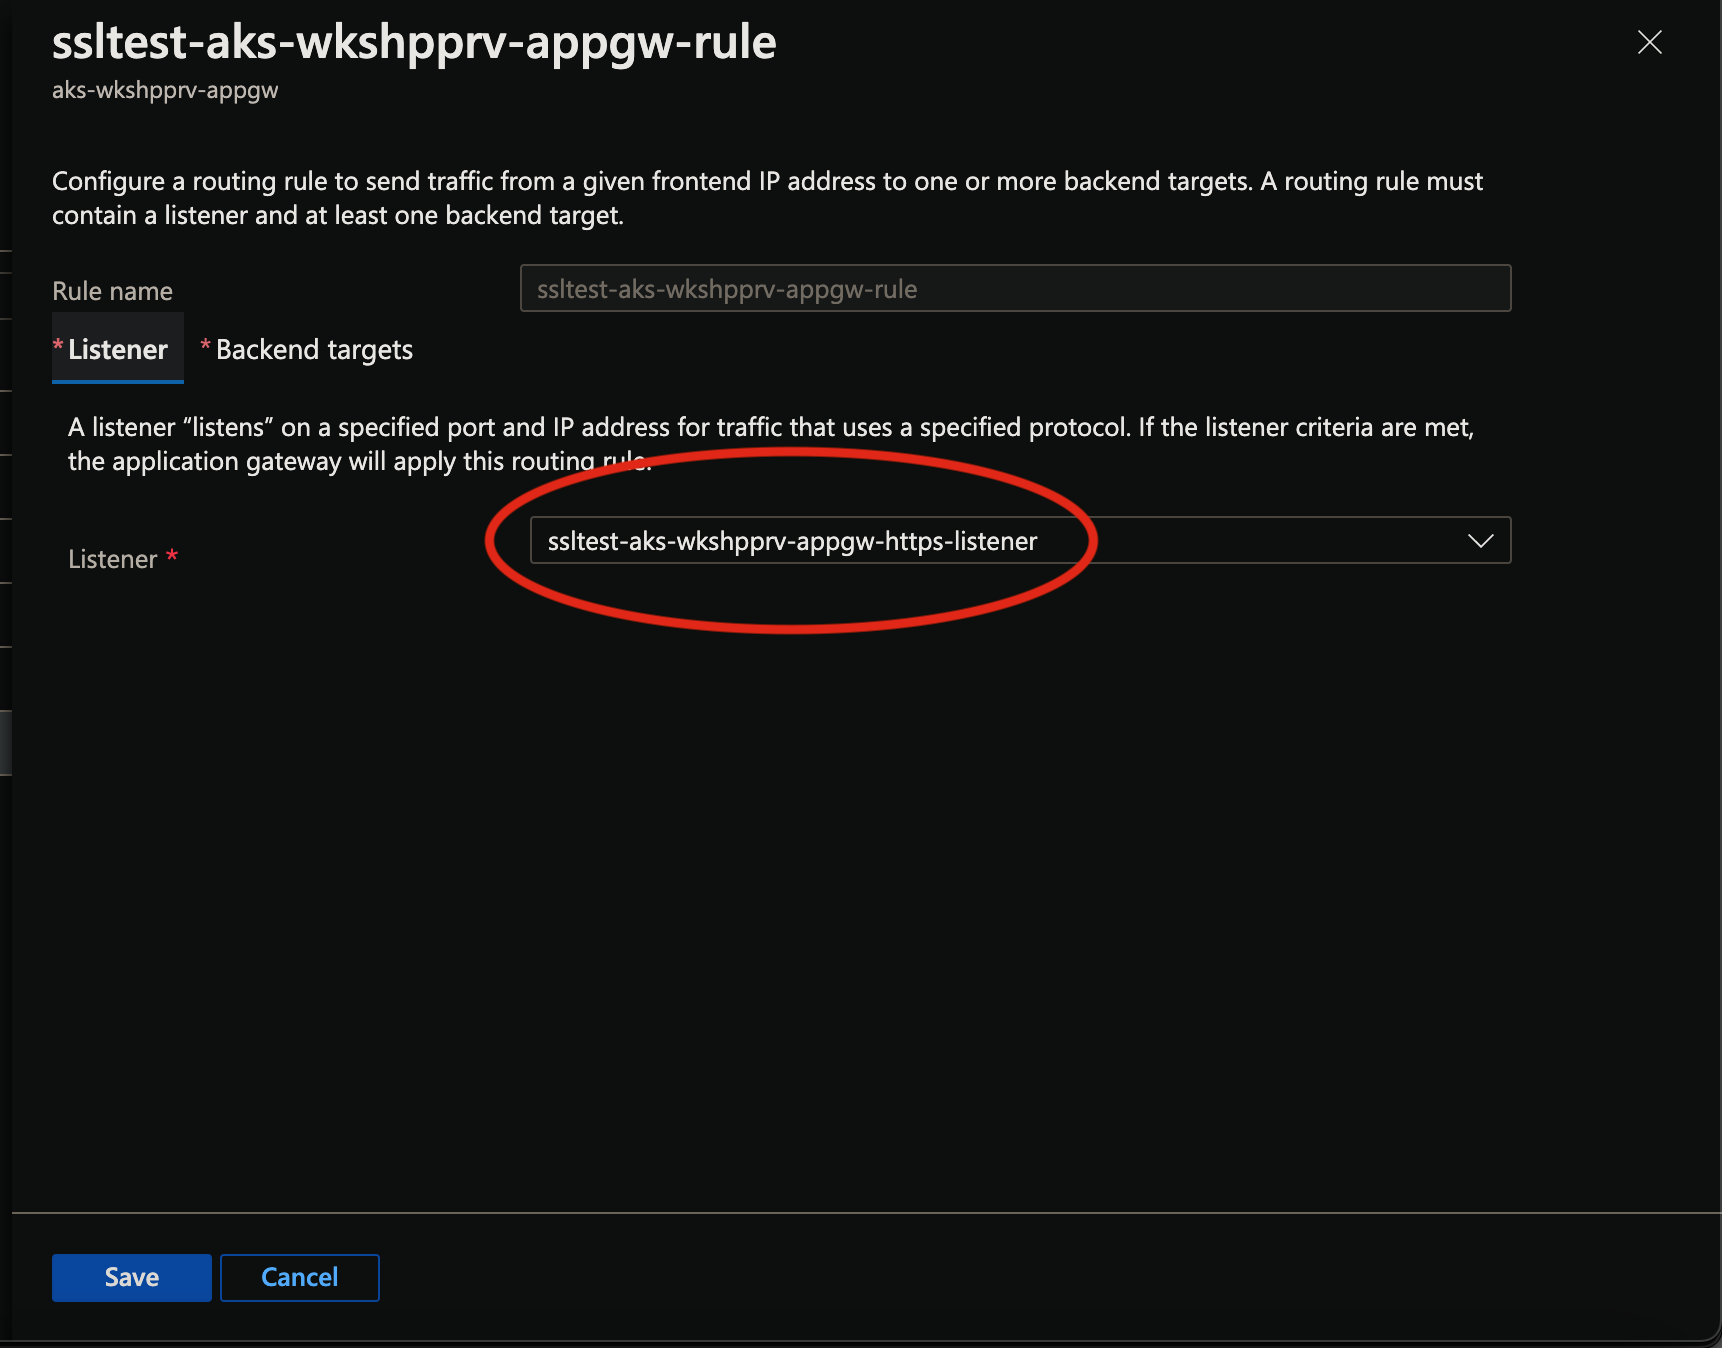 ssltest-aks-wkshpprv-appgw-rule
aks-wkshpprv-appgw
Configure a routing rule to send traffic from a given frontend IP address to one or more backend targets. A routing rule must
contain a listener and at least one backend target.
Rule name
ssltest-aks-wkshpprv-appgw-rule
* Listener * Backend targets
A listener “listens” on a specified port and IP address for traffic that uses a specified protocol. If the listener criteria are met,
the application gateway will apply this routing rule.
Listener *
ssltest-aks-wkshpprv-appgw-https-listener
Save
Cancel